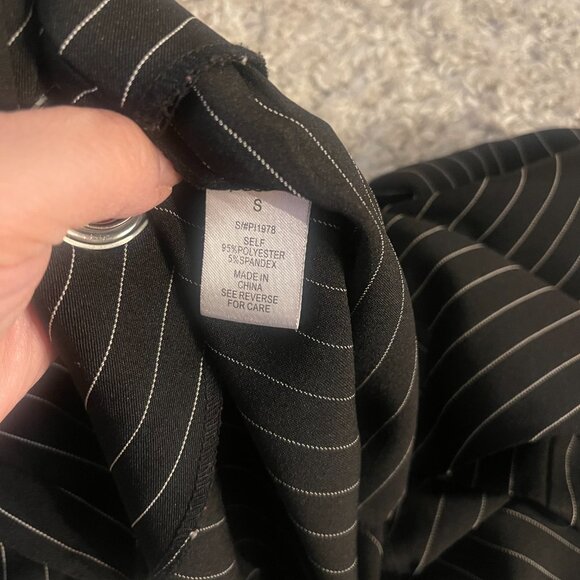 S
S/#PI1978
SELF
95%POLYESTER
5%SPANDEX
MADE IN
CHINA
SEE REVERSE
FOR CARE